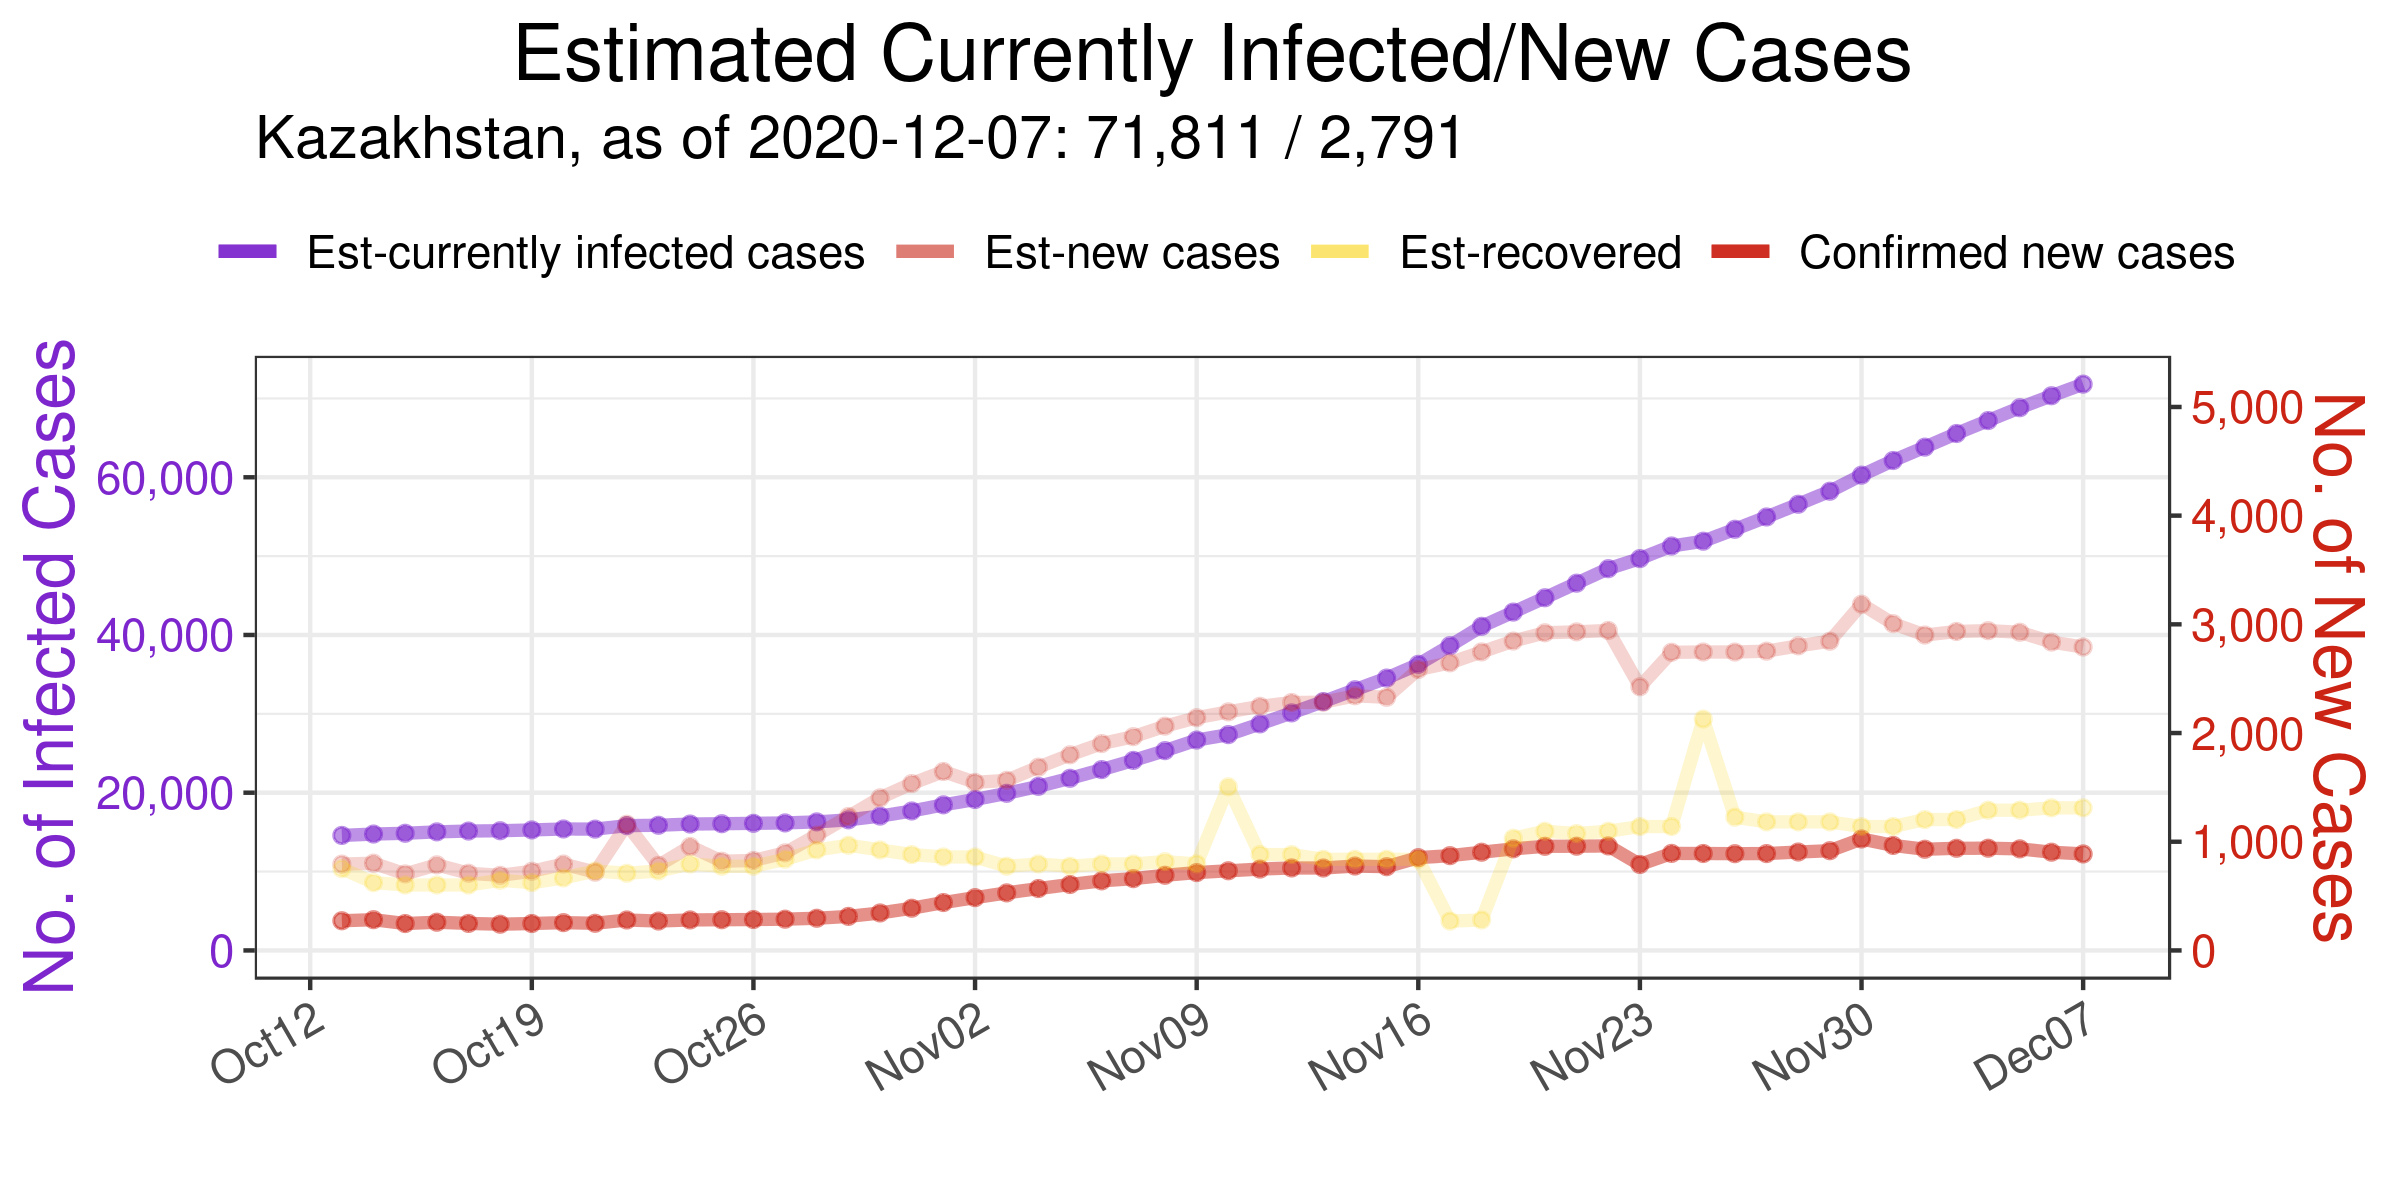 Estimated Currently Infected/New Cases
Kazakhstan, as of 2020-12-07: 71,811 / 2,791
Est-currently infected cases Est-new cases Est-recovered Confirmed new cases
No. of Infected Cases
60,000
40,000
20,000
0
5,000
4,000
3,000
2,000
1,000
0
No. of New Cases
Oct12 Oct19 Oct26 Nov02 Nov09 Nov16 Nov23 Nov30 Dec07